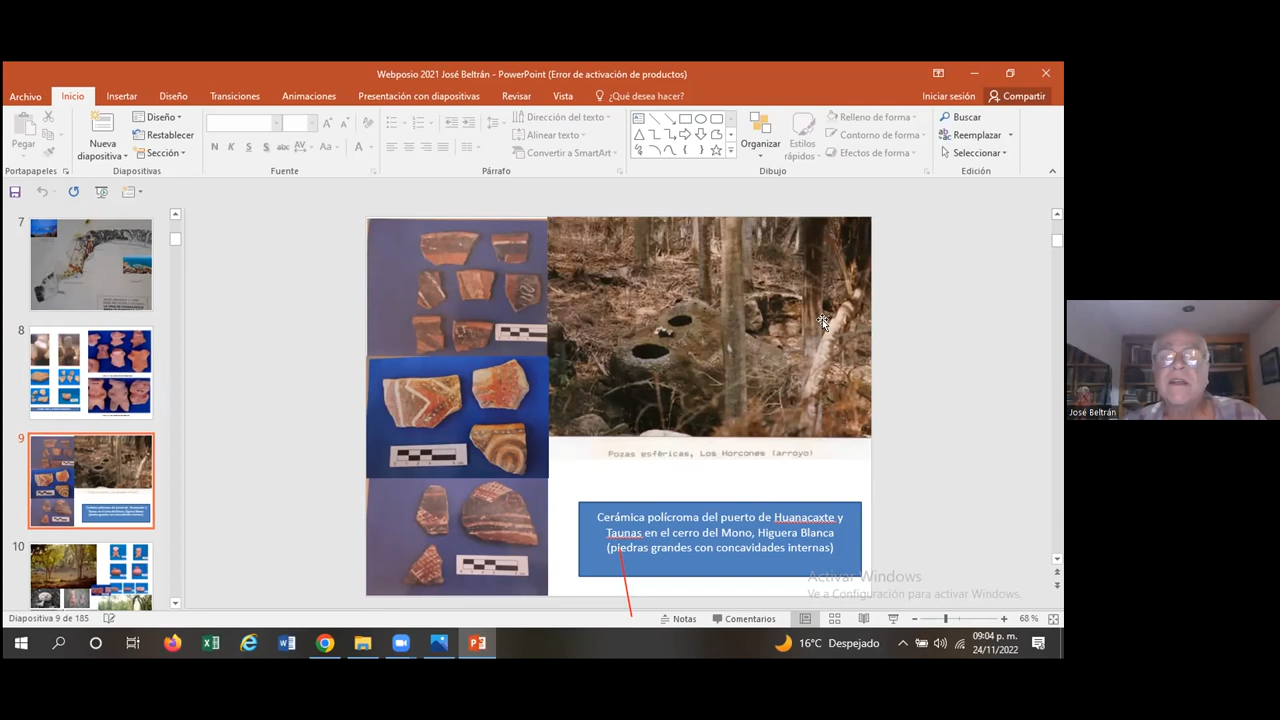 Webposio 2021 José Beltrán - PowerPoint (Error de activación de productos)
Archivo Inicio Insertar Diseño Transiciones Animaciones Presentación con diapositivas Revisar Vista ¿Qué desea hacer? Iniciar sesión Compartir
Pegar
Nueva diapositiva
Diseño
Restablecer
Sección
N K S S abc AV Aa A
Dirección del texto
Alinear texto
Convertir a SmartArt
Organizar
Estilos rápidos
Relleno de forma
Contorno de forma
Efectos de forma
Buscar
Reemplazar
Seleccionar
Portapapeles Diapositivas Fuente Párrafo Dibujo Edición
7
8
9
10
Pozas esféricas, Los Horcones (arroyo)
Cerámica polícroma del puerto de Huanacaxte y
Taunas en el cerro del Mono, Higuera Blanca
(piedras grandes con concavidades internas)
Activar Windows
Ve a Configuración para activar Windows.
José Beltrán
Diapositiva 9 de 185 Notas Comentarios 68 %
16°C Despejado
09:04 p. m.
24/11/2022